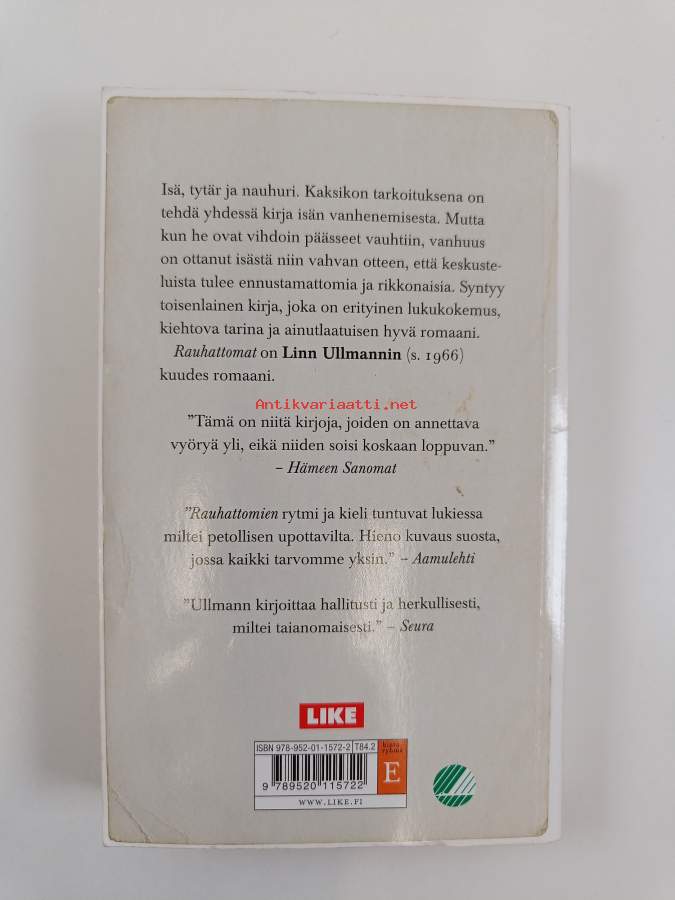 Isä, tytär ja nauhuri. Kaksikon tarkoituksena on
tehdä yhdessä kirja isän vanhenemisesta. Mutta
kun he ovat vihdoin päässeet vauhtiin, vanhuus
on ottanut isästä niin vahvan otteen, että keskuste-
luista tulee ennustamattomia ja rikkonaisia. Syntyy
toisenlainen kirja, joka on erityinen lukukokemus,
kiehtova tarina ja ainutlaatuisen hyvä romaani.
Rauhattomat on Linn Ullmannin (s. 1966)
kuudes romaani.
Antikvariaatti.net
”Tämä on niitä kirjoja, joiden on annettava
vyöryä yli, eikä niiden soisi koskaan loppuvan.”
– Hämeen Sanomat
”Rauhattomien rytmi ja kieli tuntuvat lukiessa
miltei petollisen upottavilta. Hieno kuvaus suosta,
jossa kaikki tarvomme yksin.” – Aamulehti
”Ullmann kirjoittaa hallitusti ja herkullisesti,
miltei taianomaisesti.” – Seura
LIKE
ISBN 978-952-01-1572-2 T84.2
hinta
ryhmä
E
9 789520 115722
WWW.LIKE.FI